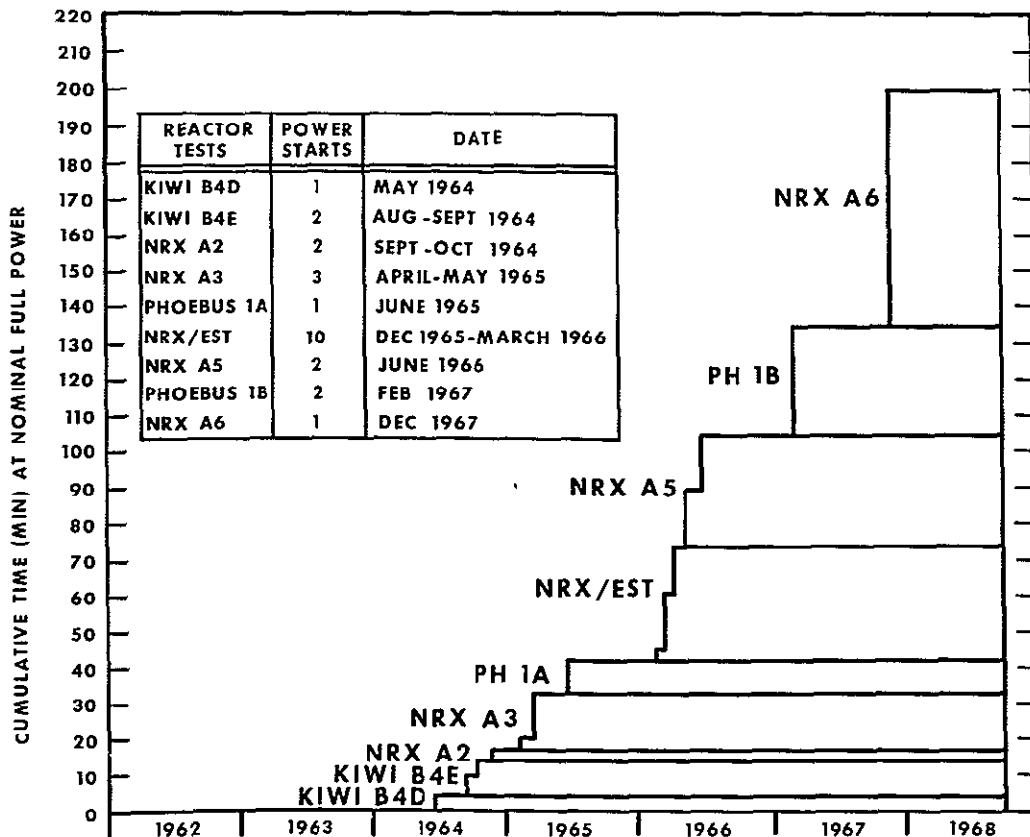 220
210
200
190
180
170
160
150
140
130
120
110
100
90
80
70
60
50
40
30
20
10
0
CUMULATIVE TIME (MIN) AT NOMINAL FULL POWER
REACTOR TESTS POWER STARTS DATE
KIWI B4D 1 MAY 1964
KIWI B4E 2 AUG-SEPT 1964
NRX A2 2 SEPT-OCT 1964
NRX A3 3 APRIL-MAY 1965
PHOEBUS 1A 1 JUNE 1965
NRX/EST 10 DEC 1965-MARCH 1966
NRX A5 2 JUNE 1966
PHOEBUS 1B 2 FEB 1967
NRX A6 1 DEC 1967
NRX A6
PH 1B
NRX A5
NRX/EST
PH 1A
NRX A3
NRX A2
KIWI B4E
KIWI B4D
1962 1963 1964 1965 1966 1967 1968